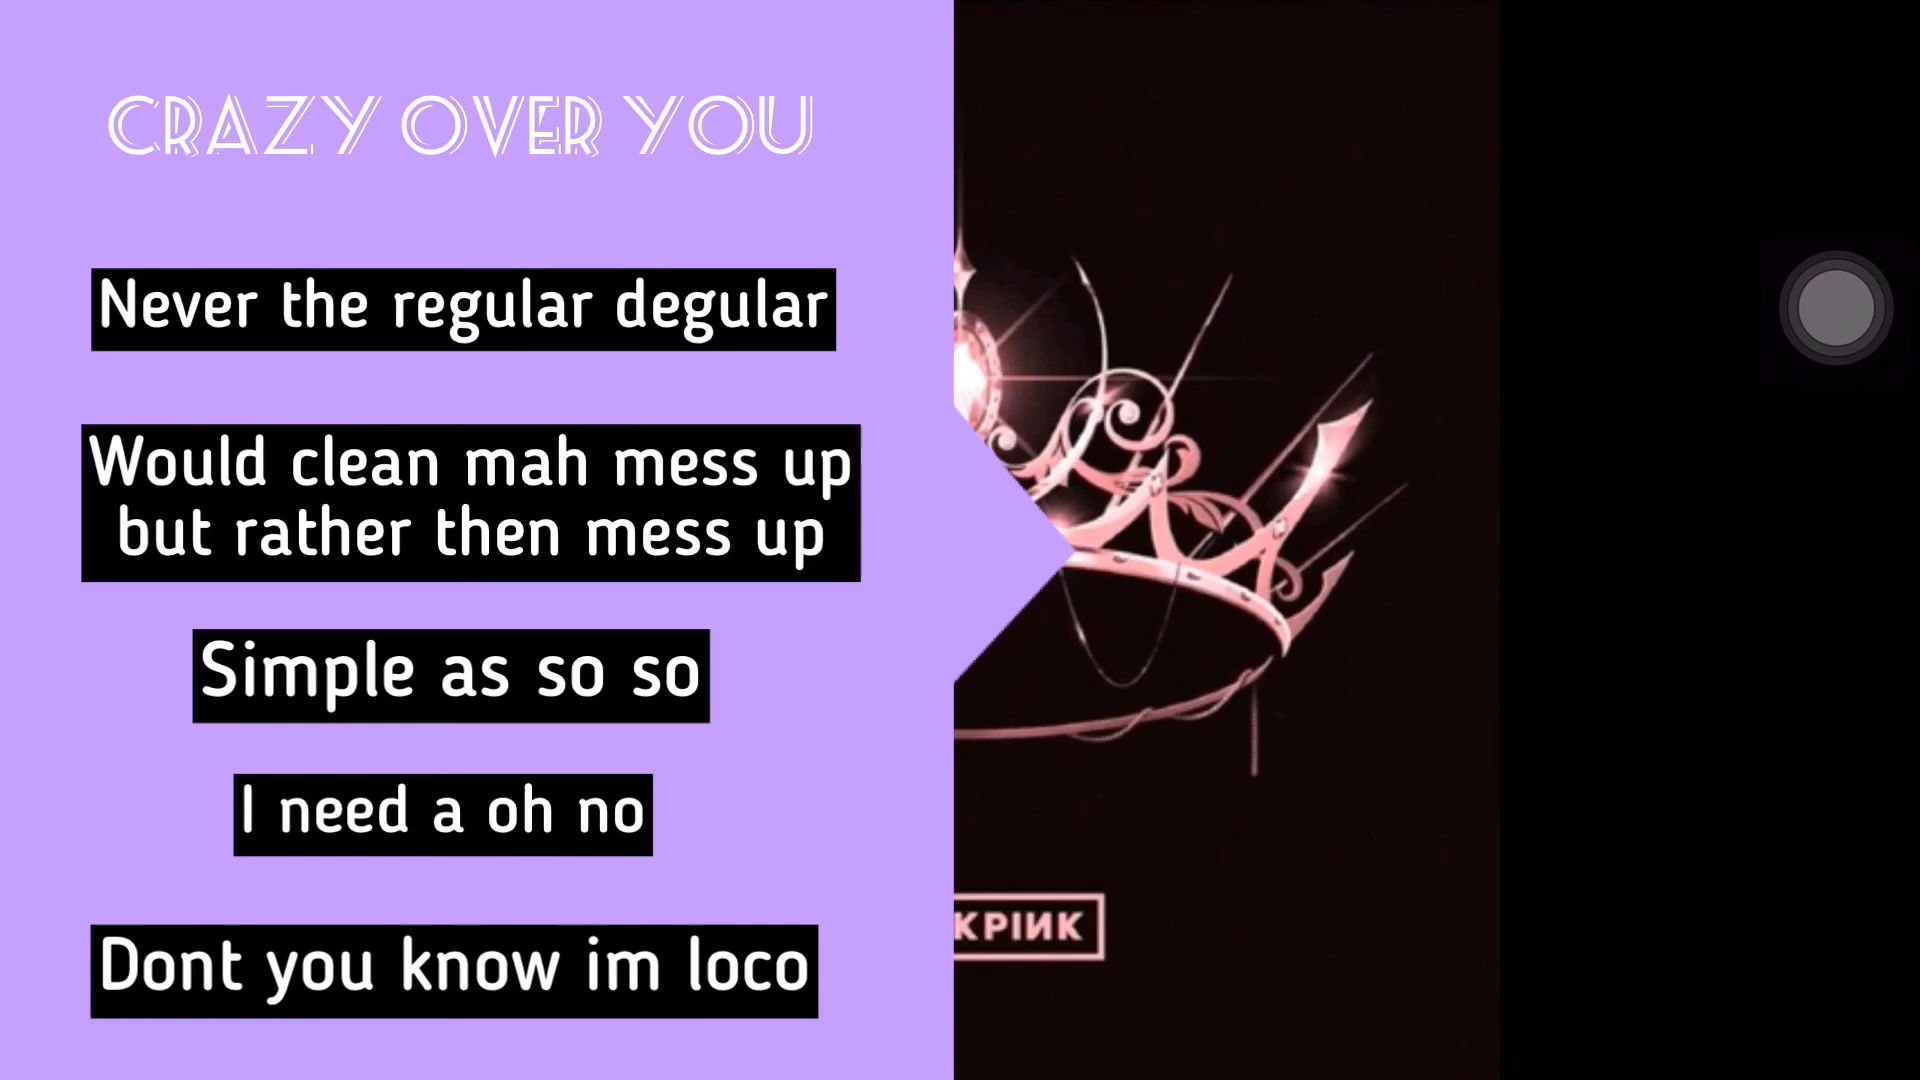 CRAZY OVER YOU
Never the regular degular
Would clean mah mess up
but rather then mess up
Simple as so so
I need a oh no
Dont you know im loco
KPIИK